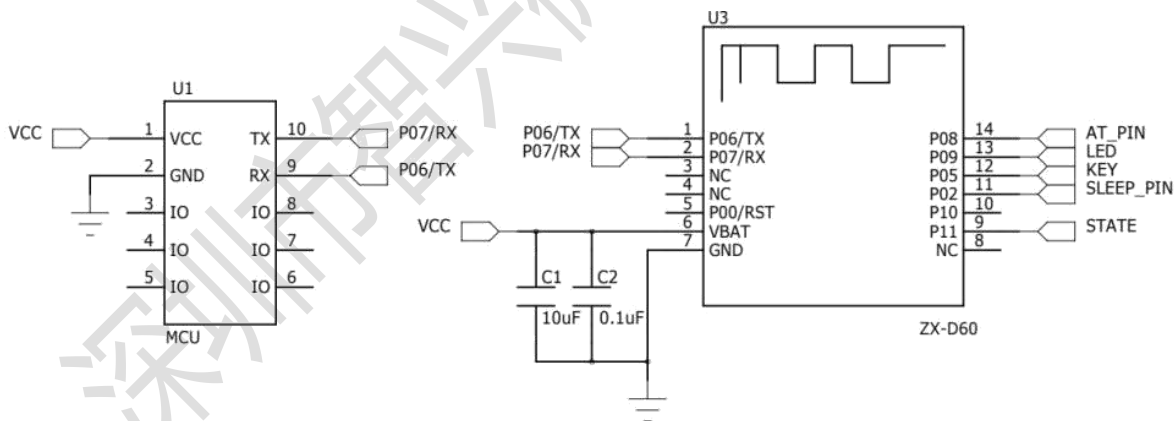 U1
VCC
1
VCC
TX
10
P07/RX
2
GND
RX
9
P06/TX
3
IO
IO
8
4
IO
IO
7
5
IO
IO
6
MCU
U3
P06/TX
1
P06/TX
P08
14
AT_PIN
P07/RX
2
P07/RX
P09
13
LED
3
NC
P05
12
KEY
4
NC
P02
11
SLEEP_PIN
5
P00/RST
P10
10
VCC
6
VBAT
P11
9
STATE
7
GND
NC
8
C1
10uF
C2
0.1uF
ZX-D60
深圳市智兴微